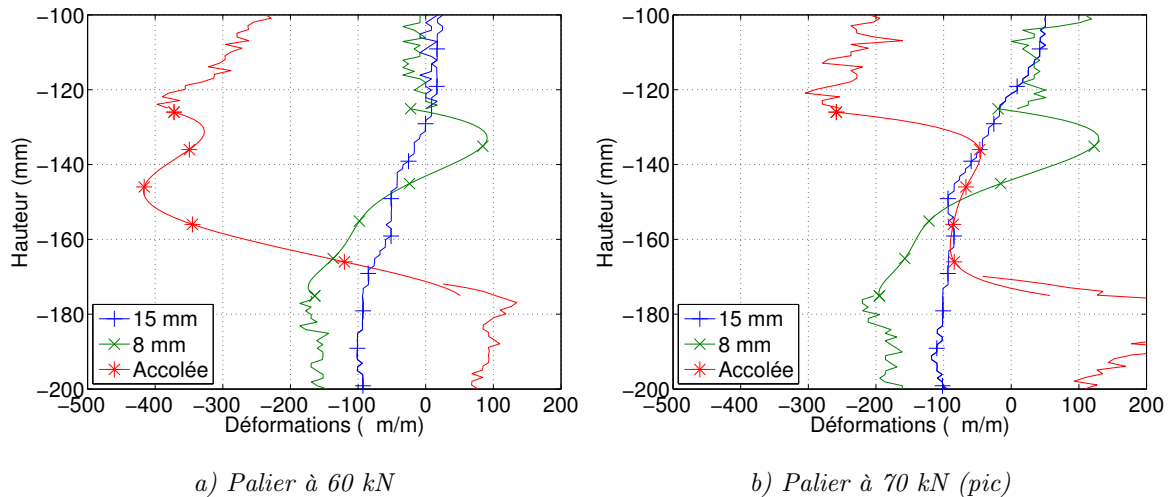 −100
−120
−140
−160
−180
−200
Hauteur (mm)
15 mm
8 mm
Accolée
−500 −400 −300 −200 −100 0 100 200
Déformations ( m/m)
a) Palier à 60 kN
−100
−120
−140
−160
−180
−200
Hauteur (mm)
15 mm
8 mm
Accolée
−500 −400 −300 −200 −100 0 100 200
Déformations ( m/m)
b) Palier à 70 kN (pic)